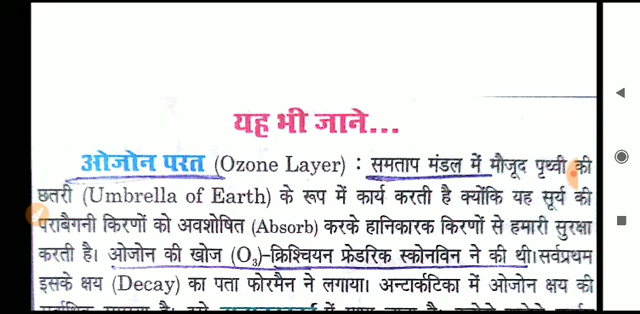 यह भी जाने...
ओजोन परत (Ozone Layer) : समताप मंडल में मौजूद पृथ्वी की
छतरी (Umbrella of Earth) के रूप में कार्य करती है क्योंकि यह सूर्य की
पराबैगनी किरणों को अवशोषित (Absorb) करके हानिकारक किरणों से हमारी सुरक्षा
करती है। ओजोन की खोज (O₃)-क्रिश्चियन फ्रेडरिक स्कोनविन ने की थी।सर्वप्रथम
इसके क्षय (Decay) का पता फोरमैन ने लगाया। अन्टार्कटिका में ओजोन क्षय की